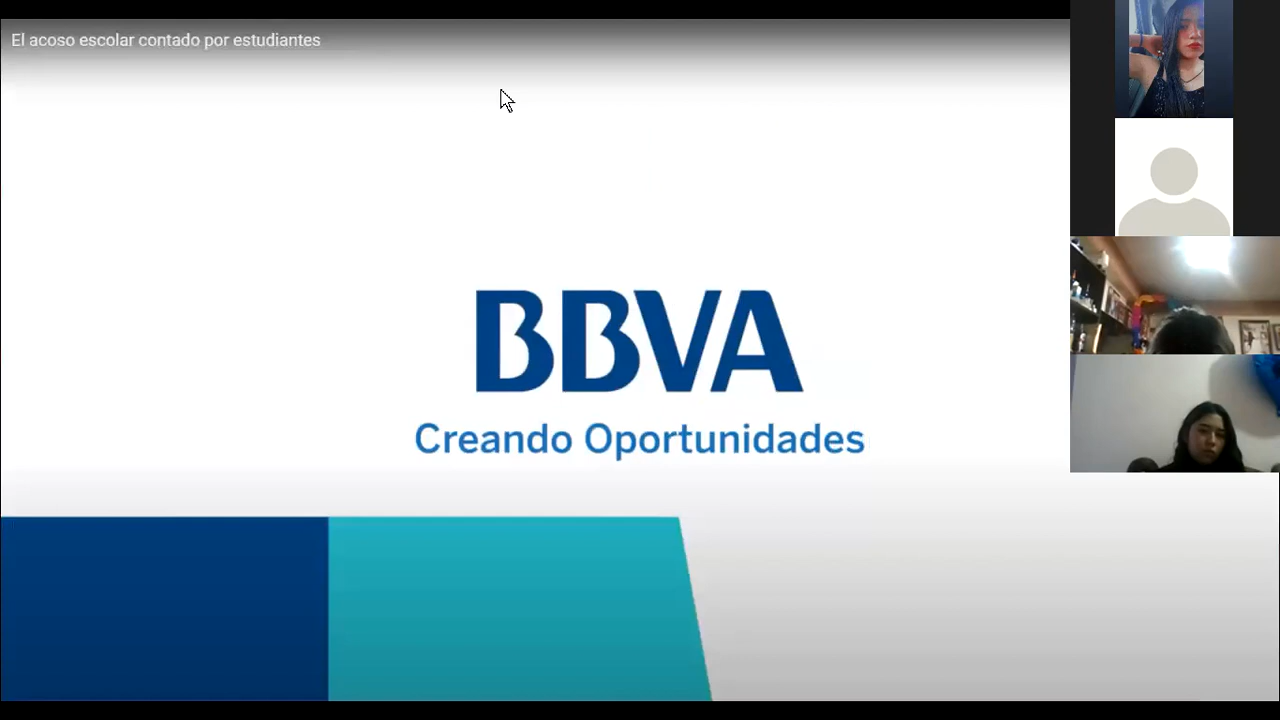 El acoso escolar contado por estudiantes
BBVA
Creando Oportunidades